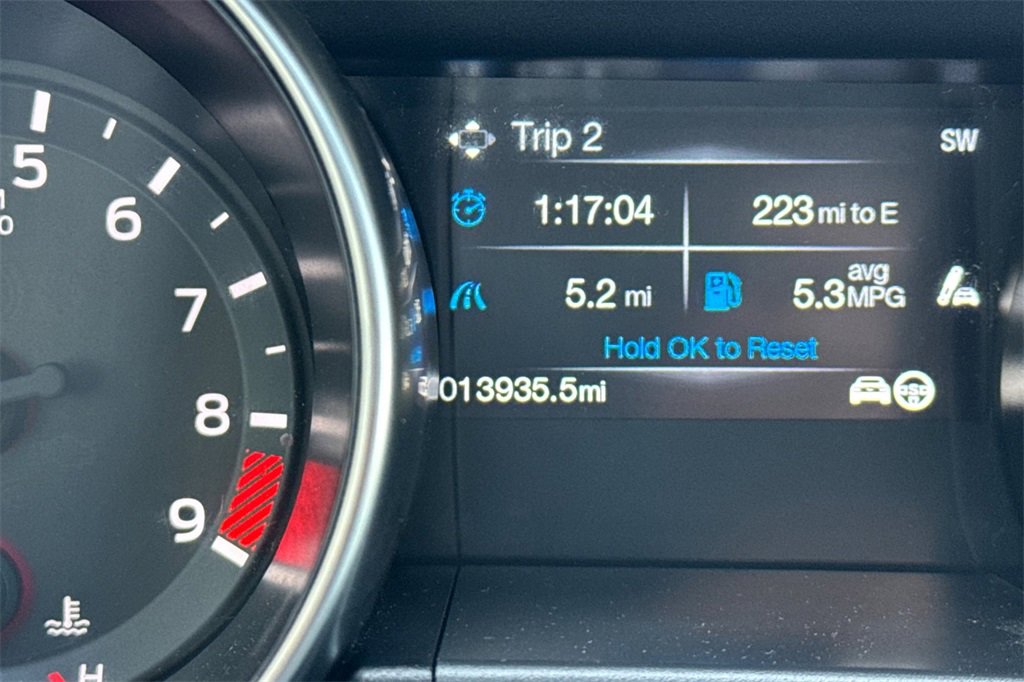 Trip 2
SW
1:17:04
223 mi to E
5.2 mi
5.3 avg MPG
Hold OK to Reset
013935.5mi
5
6
7
8
9
H